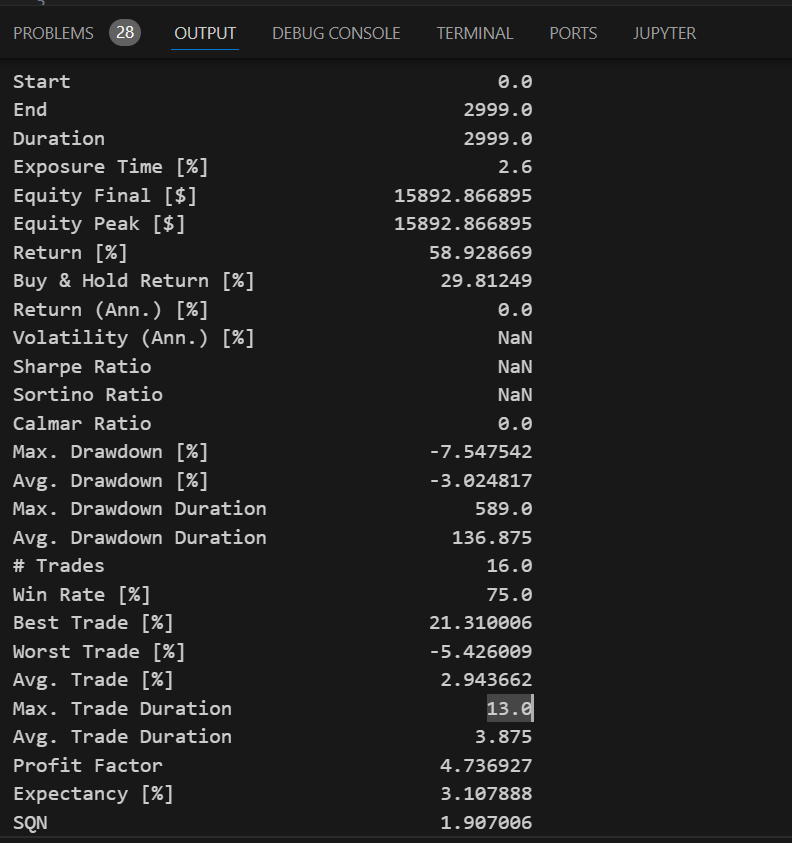 PROBLEMS 28 OUTPUT DEBUG CONSOLE TERMINAL PORTS JUPYTER
Start 0.0
End 2999.0
Duration 2999.0
Exposure Time [%] 2.6
Equity Final [$] 15892.866895
Equity Peak [$] 15892.866895
Return [%] 58.928669
Buy & Hold Return [%] 29.81249
Return (Ann.) [%] 0.0
Volatility (Ann.) [%] NaN
Sharpe Ratio NaN
Sortino Ratio NaN
Calmar Ratio 0.0
Max. Drawdown [%] -7.547542
Avg. Drawdown [%] -3.024817
Max. Drawdown Duration 589.0
Avg. Drawdown Duration 136.875
# Trades 16.0
Win Rate [%] 75.0
Best Trade [%] 21.310006
Worst Trade [%] -5.426009
Avg. Trade [%] 2.943662
Max. Trade Duration 13.0
Avg. Trade Duration 3.875
Profit Factor 4.736927
Expectancy [%] 3.107888
SQN 1.907006